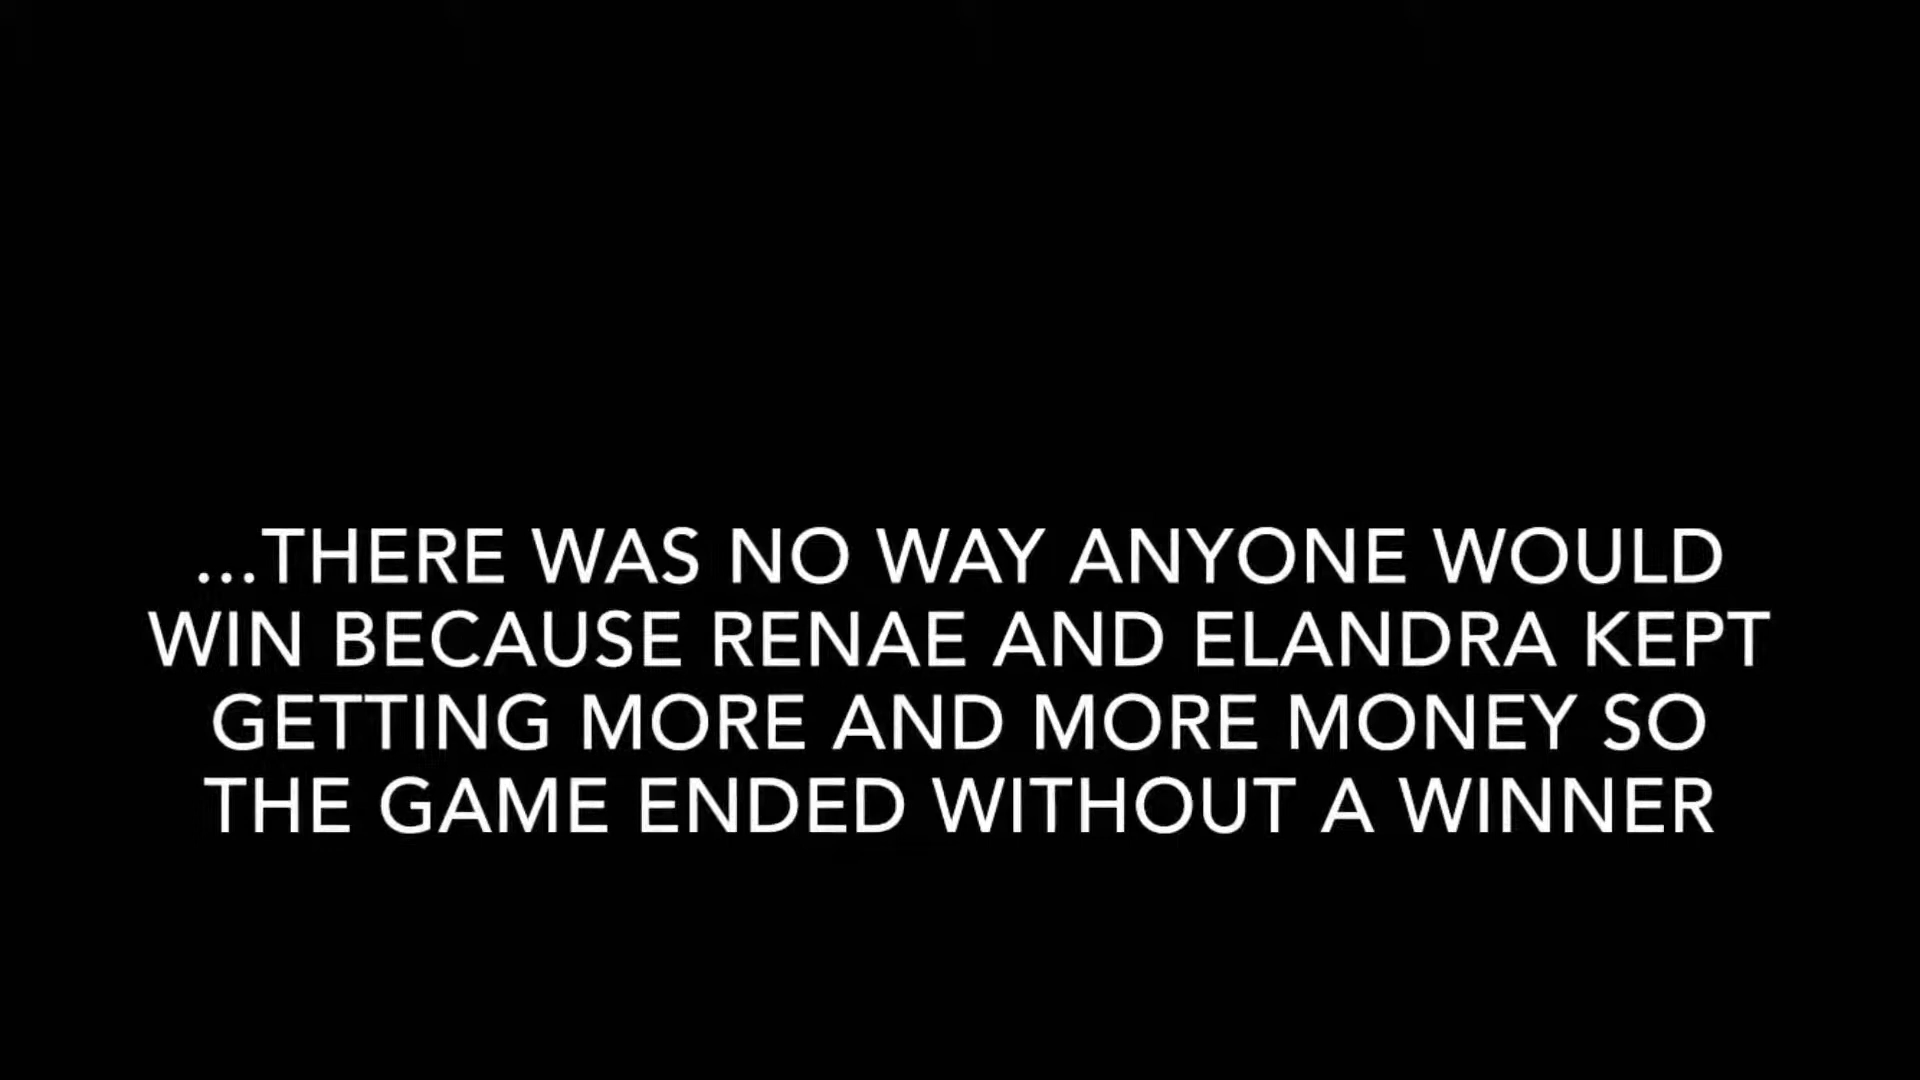 ...THERE WAS NO WAY ANYONE WOULD
WIN BECAUSE RENAE AND ELANDRA KEPT
GETTING MORE AND MORE MONEY SO
THE GAME ENDED WITHOUT A WINNER